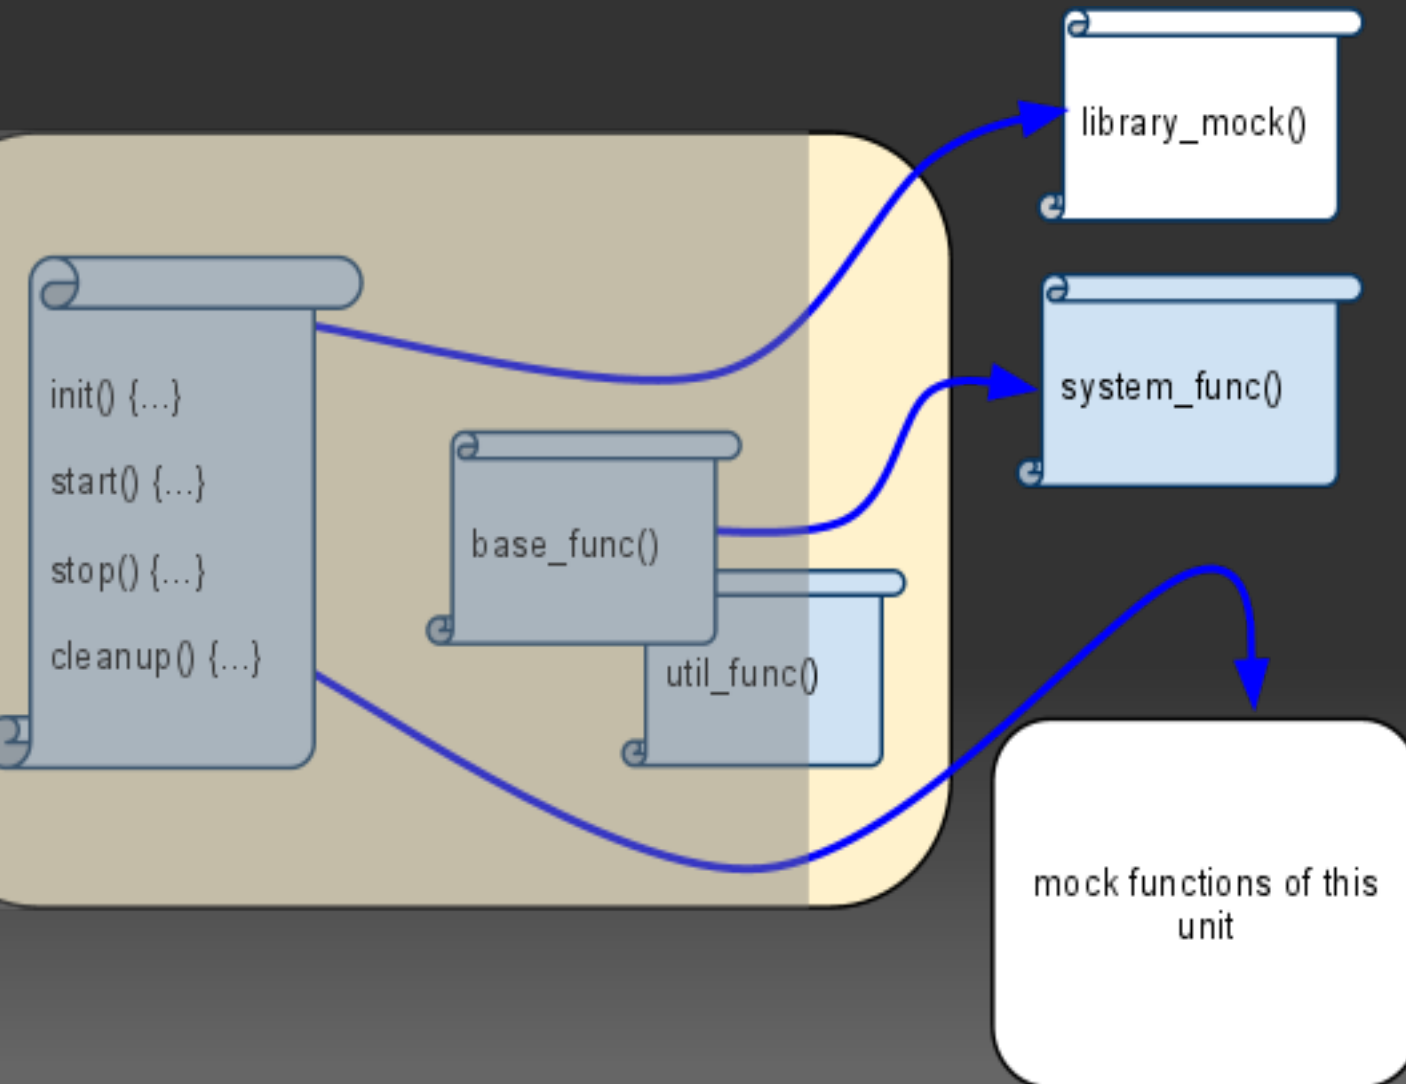 library_mock()
init() {...}
start() {...}
stop() {...}
cleanup() {...}
base_func()
util_func()
system_func()
mock functions of this
unit